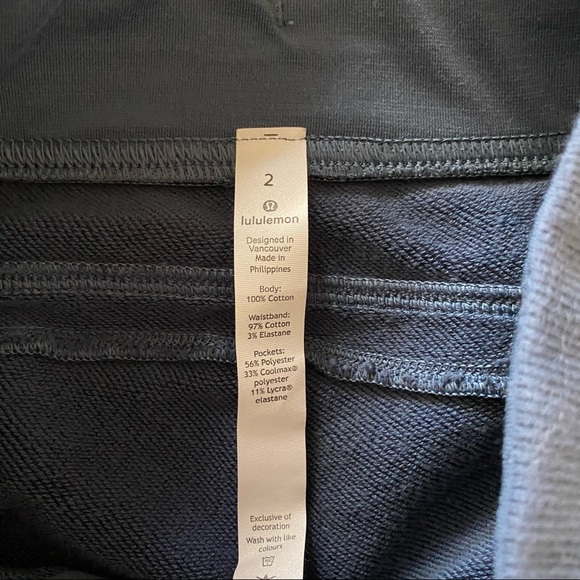 2
lululemon
Designed in
Vancouver
Made in
Philippines
Body:
100% Cotton
Waistband:
97% Cotton
3% Elastane
Pockets:
56% Polyester
33% Coolmax®
polyester
11% Lycra®
elastane
Exclusive of
decoration
Wash with like
colours